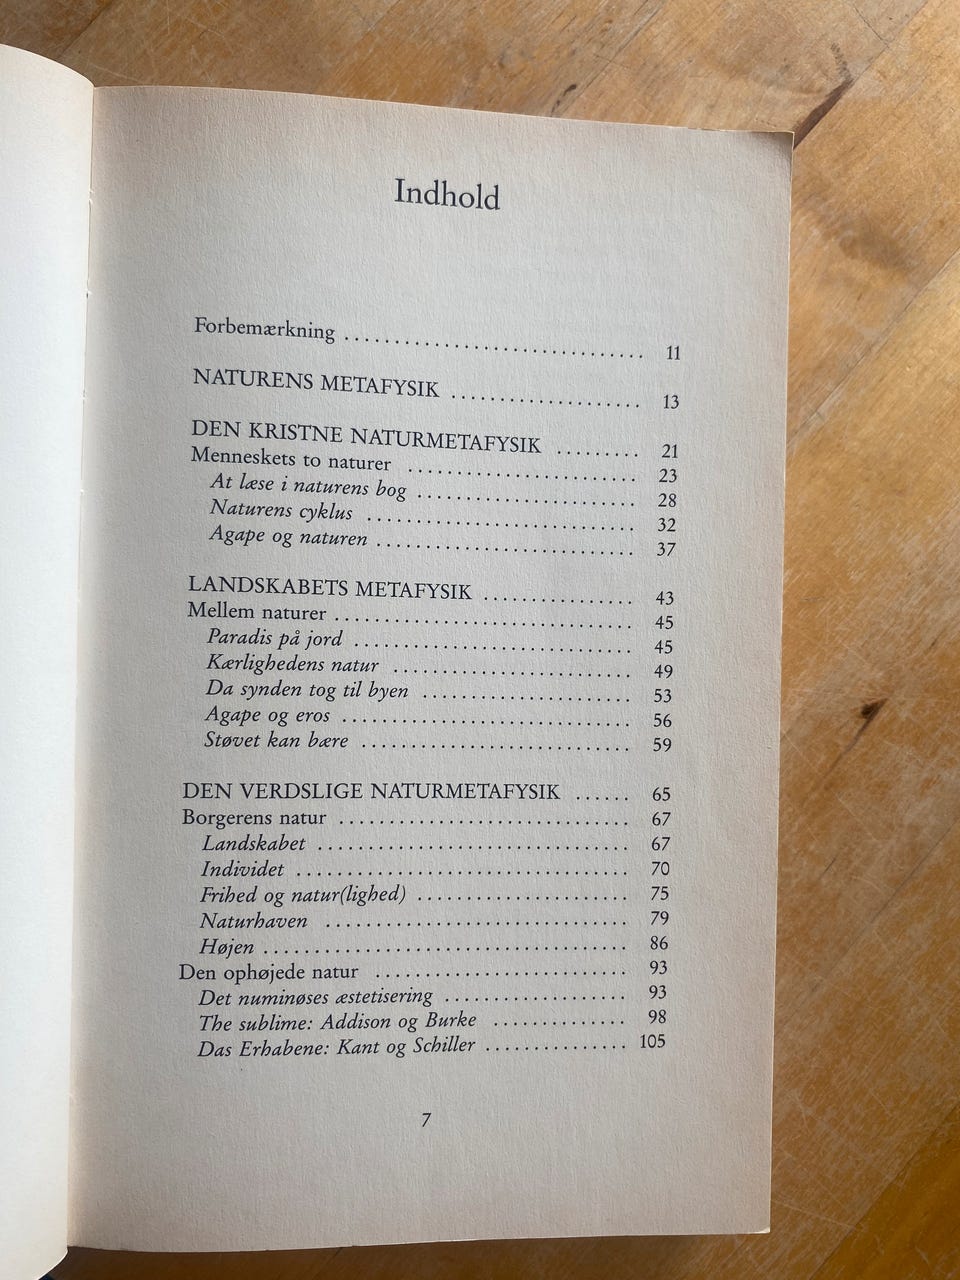 Indhold
Forbemærkning .............................. 11
NATURENS METAFYSIK ................... 13
DEN KRISTNE NATURMETAFYSIK ......... 21
Menneskets to naturer ....................... 23
At læse i naturens bog ...................... 28
Naturens cyklus ........................... 32
Agape og naturen .......................... 37
LANDSKABETS METAFYSIK ............... 43
Mellem naturer .............................. 45
Paradis på jord ............................ 45
Kærlighedens natur ........................ 49
Da synden tog til byen ..................... 53
Agape og eros ............................. 56
Støvet kan bære ........................... 59
DEN VERDSLIGE NATURMETAFYSIK ...... 65
Borgerens natur ............................. 67
Landskabet ............................... 67
Individet ................................. 70
Frihed og natur(lighed) ..................... 75
Naturhaven .............................. 79
Højen .................................... 86
Den ophøjede natur ......................... 93
Det numinøses æstetisering .................. 93
The sublime: Addison og Burke .............. 98
Das Erhabene: Kant og Schiller ............... 105
7